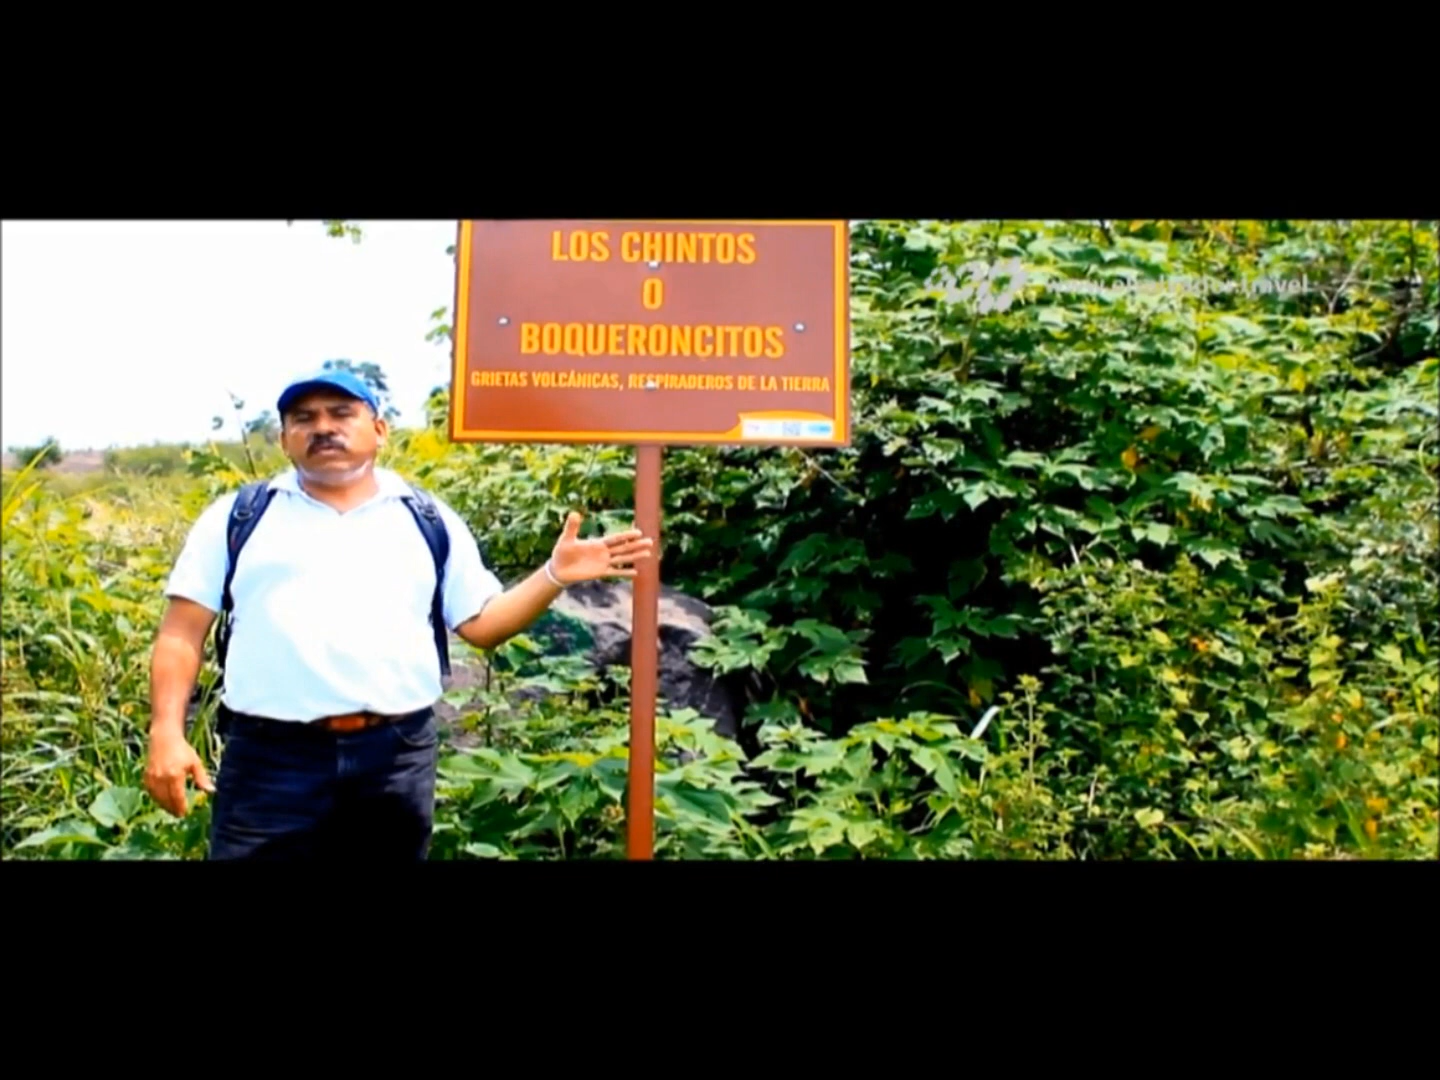 LOS CHINTOS
O
BOQUERONCITOS
GRIETAS VOLCÁNICAS, RESPIRADEROS DE LA TIERRA